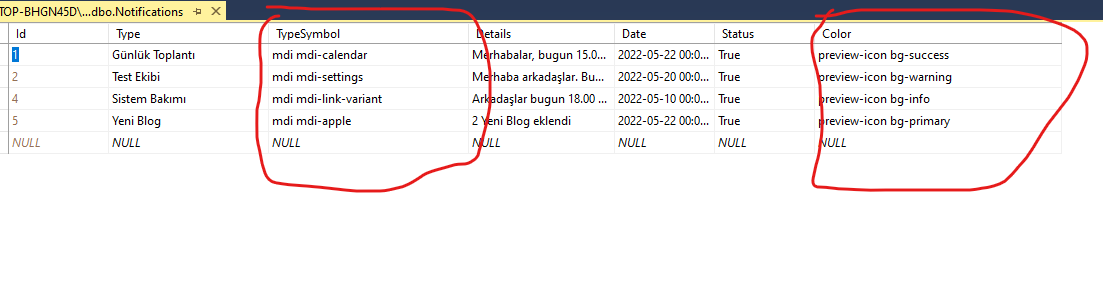 TOP-BHGN45D\...dbo.Notifications
Id Type TypeSymbol Details Date Status Color
1 Günlük Toplantı mdi mdi-calendar Merhabalar, bugun 15.0... 2022-05-22 00:0... True preview-icon bg-success
2 Test Ekibi mdi mdi-settings Merhaba arkadaşlar. Bu... 2022-05-20 00:0... True preview-icon bg-warning
4 Sistem Bakımı mdi mdi-link-variant Arkadaşlar bugun 18.00 ... 2022-05-10 00:0... True preview-icon bg-info
5 Yeni Blog mdi mdi-apple 2 Yeni Blog eklendi 2022-05-22 00:0... True preview-icon bg-primary
NULL NULL NULL NULL NULL NULL NULL